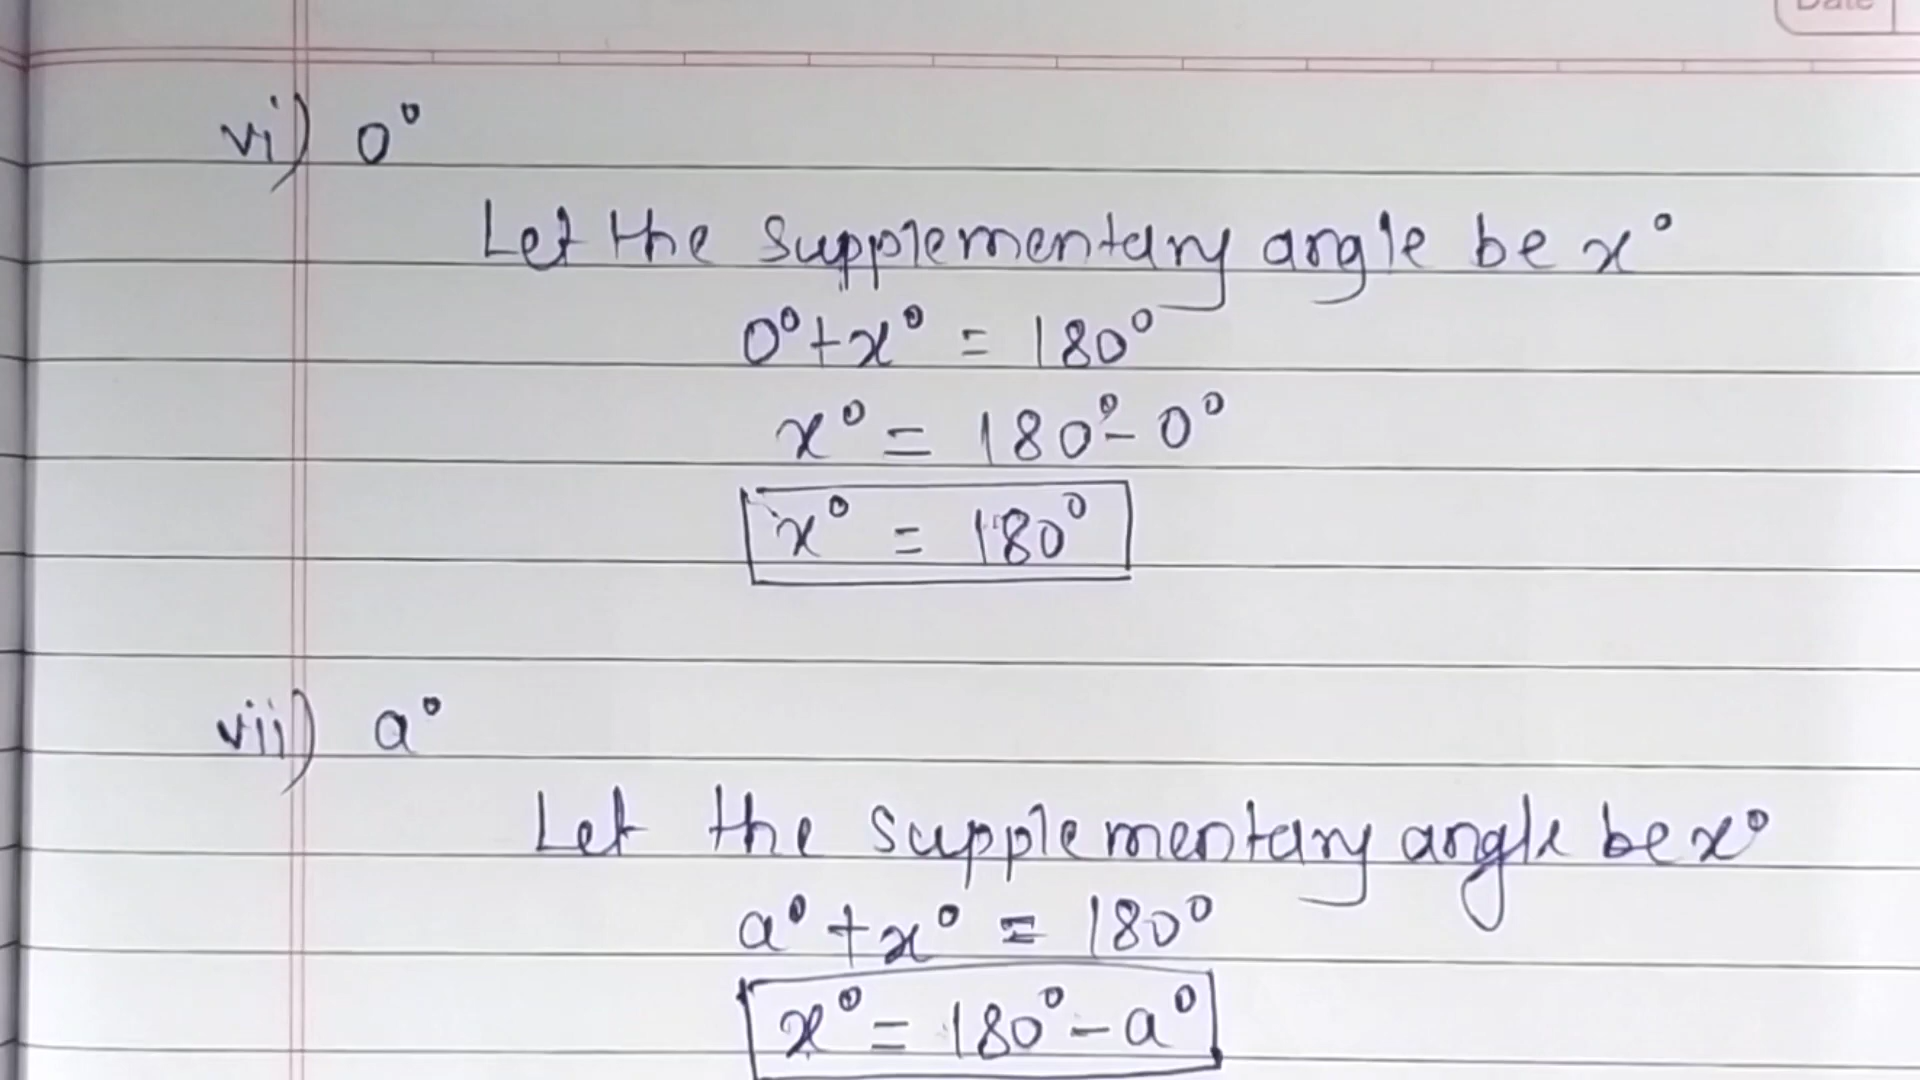 Date
vi) 0°
Let the supplementary angle be x°
0° + x° = 180°
x° = 180° - 0°
x° = 180°
vii) a°
Let the supplementary angle be x°
a° + x° = 180°
x° = 180° - a°